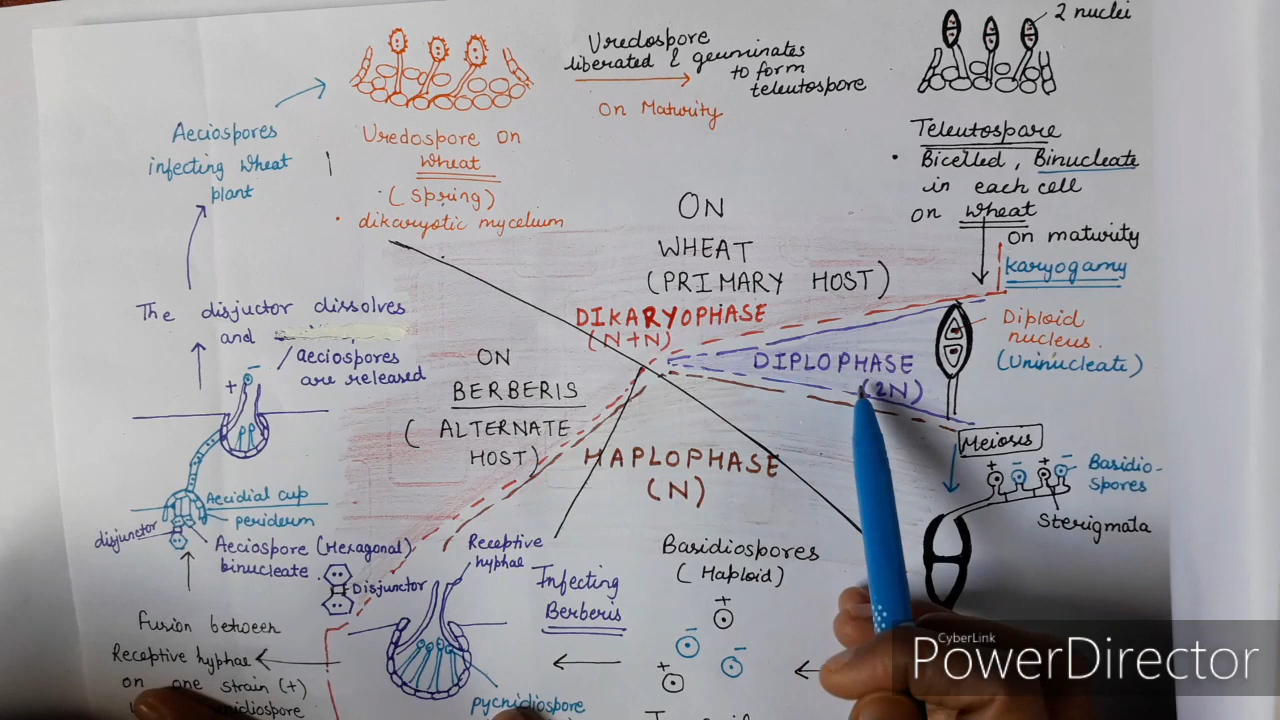 2 nuclei
Uredospore
liberated & geuminates
to form
teleutospore
on Maturity
Aeciospores
infecting wheat
plant
Uredospore on
wheat
(Spring)
• dikaryotic mycelium
Teleutospare
• Bicelled, Binucleate
in each cell
on wheat
on maturity
karyogamy
ON
WHEAT
(PRIMARY HOST)
DIKARYOPHASE
(N+N)
Diploid
nucleus.
(Uninucleate)
DIPLOPHASE
(2N)
The disjuctor dissolves
and
aeciospores
are released
+ -
ON
BERBERIS
(ALTERNATE
HOST)
HAPLOPHASE
(N)
Meiosis
+ - + -
Basidio-
spores
Sterigmata
Aecidial cup
periderm
disjunctor
Aeciospore (Hexagonal)
binucleate
Disjunctor
Receptive
hyphae
Infecting
Berberis
Basidiospores
(Haploid)
+
-
-
+
Fusion between
Receptive hyphae
on one strain (+)
pycnidiospore
CyberLink
PowerDirector